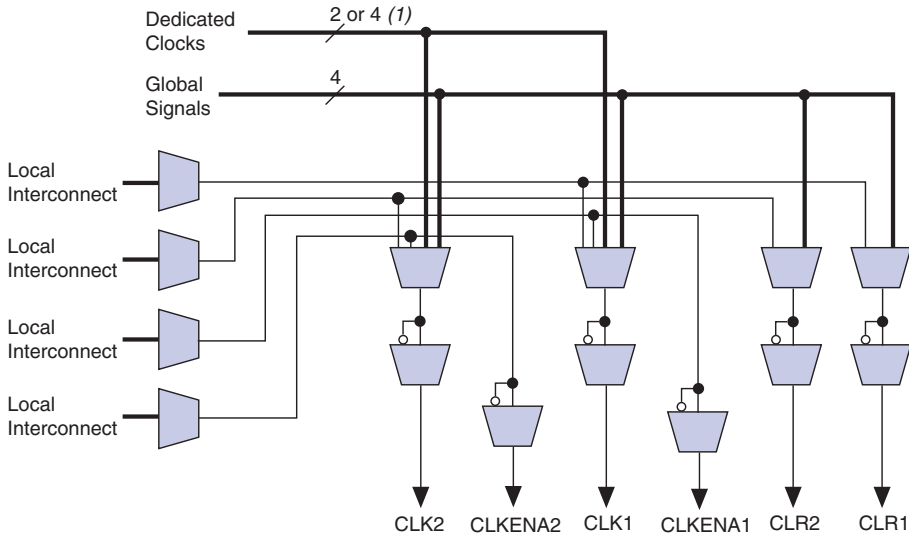 Dedicated
Clocks
2 or 4 (1)
Global
Signals
4
Local
Interconnect
Local
Interconnect
Local
Interconnect
Local
Interconnect
CLK2
CLKENA2
CLK1
CLKENA1
CLR2
CLR1